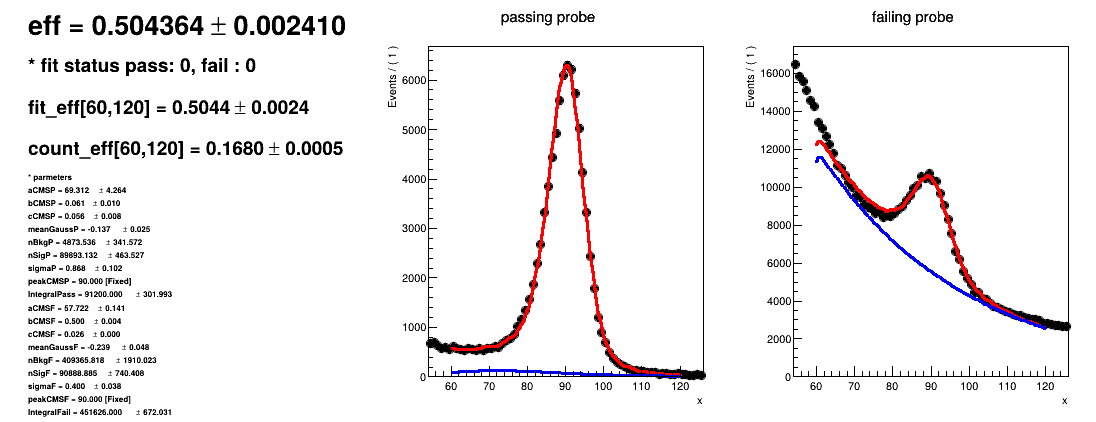 eff = 0.504364 ± 0.002410
* fit status pass: 0, fail : 0
fit_eff[60,120] = 0.5044 ± 0.0024
count_eff[60,120] = 0.1680 ± 0.0005
* parmeters
aCMSP = 69.312 ± 4.264
bCMSP = 0.061 ± 0.010
cCMSP = 0.056 ± 0.008
meanGaussP = -0.137 ± 0.025
nBkgP = 4873.536 ± 341.572
nSigP = 89693.132 ± 463.527
sigmaP = 0.868 ± 0.102
peakCMSP = 90.000 [Fixed]
IntegralPass = 91200.000 ± 301.993
aCMSF = 57.722 ± 0.141
bCMSF = 0.500 ± 0.004
cCMSF = 0.026 ± 0.000
meanGaussF = -0.239 ± 0.048
nBkgF = 409365.818 ± 1910.023
nSigF = 90888.885 ± 740.408
sigmaF = 0.400 ± 0.038
peakCMSF = 90.000 [Fixed]
IntegralFail = 451626.000 ± 672.031
passing probe
Events / ( 1 )
6000
5000
4000
3000
2000
1000
0
60 70 80 90 100 110 120
x
failing probe
Events / ( 1 )
16000
14000
12000
10000
8000
6000
4000
2000
0
60 70 80 90 100 110 120
x